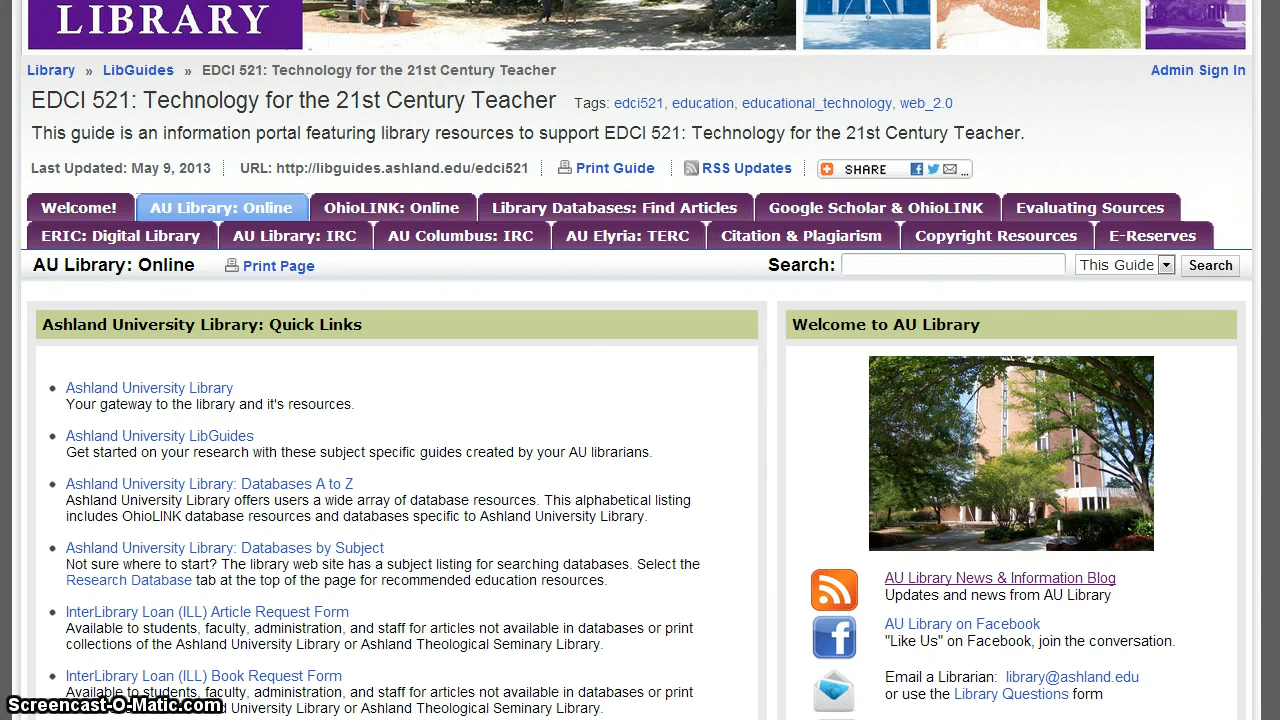 LIBRARY
Library » LibGuides » EDCI 521: Technology for the 21st Century Teacher Admin Sign In
EDCI 521: Technology for the 21st Century Teacher Tags: edci521, education, educational_technology, web_2.0
This guide is an information portal featuring library resources to support EDCI 521: Technology for the 21st Century Teacher.
Last Updated: May 9, 2013 URL: http://libguides.ashland.edu/edci521 Print Guide RSS Updates SHARE ...
Welcome! AU Library: Online OhioLINK: Online Library Databases: Find Articles Google Scholar & OhioLINK Evaluating Sources
ERIC: Digital Library AU Library: IRC AU Columbus: IRC AU Elyria: TERC Citation & Plagiarism Copyright Resources E-Reserves
AU Library: Online Print Page Search: This Guide Search
Ashland University Library: Quick Links
Ashland University Library
Your gateway to the library and it's resources.
Ashland University LibGuides
Get started on your research with these subject specific guides created by your AU librarians.
Ashland University Library: Databases A to Z
Ashland University Library offers users a wide array of database resources. This alphabetical listing
includes OhioLINK database resources and databases specific to Ashland University Library.
Ashland University Library: Databases by Subject
Not sure where to start? The library web site has a subject listing for searching databases. Select the
Research Database tab at the top of the page for recommended education resources.
InterLibrary Loan (ILL) Article Request Form
Available to students, faculty, administration, and staff for articles not available in databases or print
collections of the Ashland University Library or Ashland Theological Seminary Library.
InterLibrary Loan (ILL) Book Request Form
Available to students, faculty, administration, and staff for articles not available in databases or print
University Library or Ashland Theological Seminary Library.
Welcome to AU Library
AU Library News & Information Blog
Updates and news from AU Library
AU Library on Facebook
"Like Us" on Facebook, join the conversation.
Email a Librarian: library@ashland.edu
or use the Library Questions form
Screencast-O-Matic.com